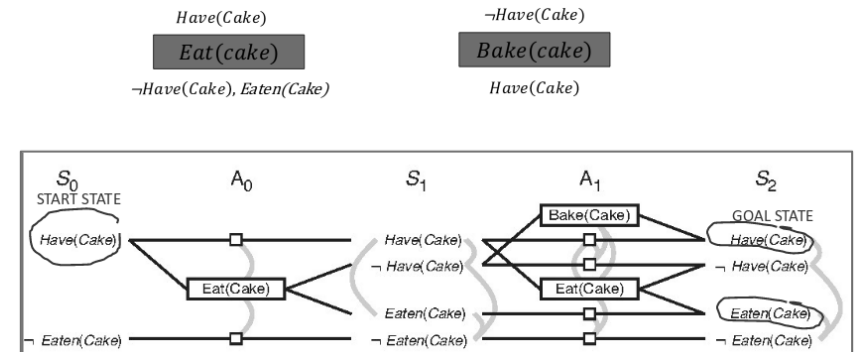 Have(Cake) ¬Have(Cake)
Eat(cake) Bake(cake)
¬Have(Cake), Eaten(Cake) Have(Cake)
S0 A0 S1 A1 S2
START STATE
Bake(Cake) GOAL STATE
Have(Cake) Have(Cake) Have(Cake)
¬ Have(Cake) ¬ Have(Cake)
Eat(Cake) Eat(Cake)
Eaten(Cake) Eaten(Cake)
¬ Eaten(Cake) ¬ Eaten(Cake) ¬ Eaten(Cake)